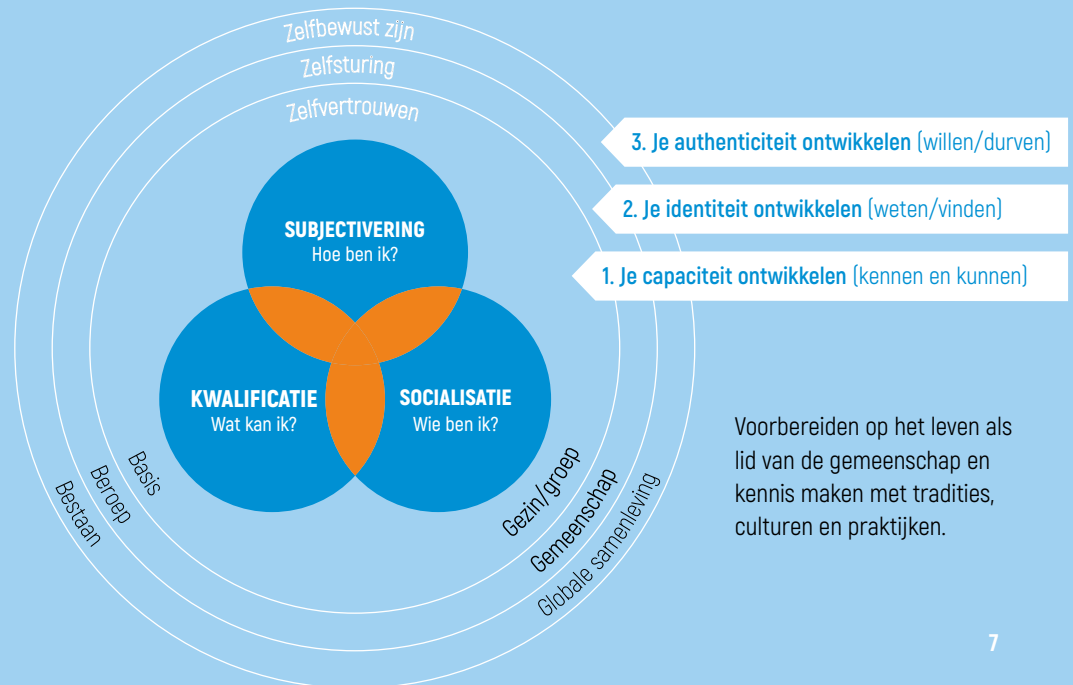 Zelfbewust zijn
Zelfsturing
Zelfvertrouwen
3. Je authenticiteit ontwikkelen (willen/durven)
2. Je identiteit ontwikkelen (weten/vinden)
1. Je capaciteit ontwikkelen (kennen en kunnen)
SUBJECTIVERING
Hoe ben ik?
KWALIFICATIE
Wat kan ik?
SOCIALISATIE
Wie ben ik?
Basis
Beroep
Bestaan
Gezin/groep
Gemeenschap
Globale samenleving
Voorbereiden op het leven als
lid van de gemeenschap en
kennis maken met tradities,
culturen en praktijken.
7